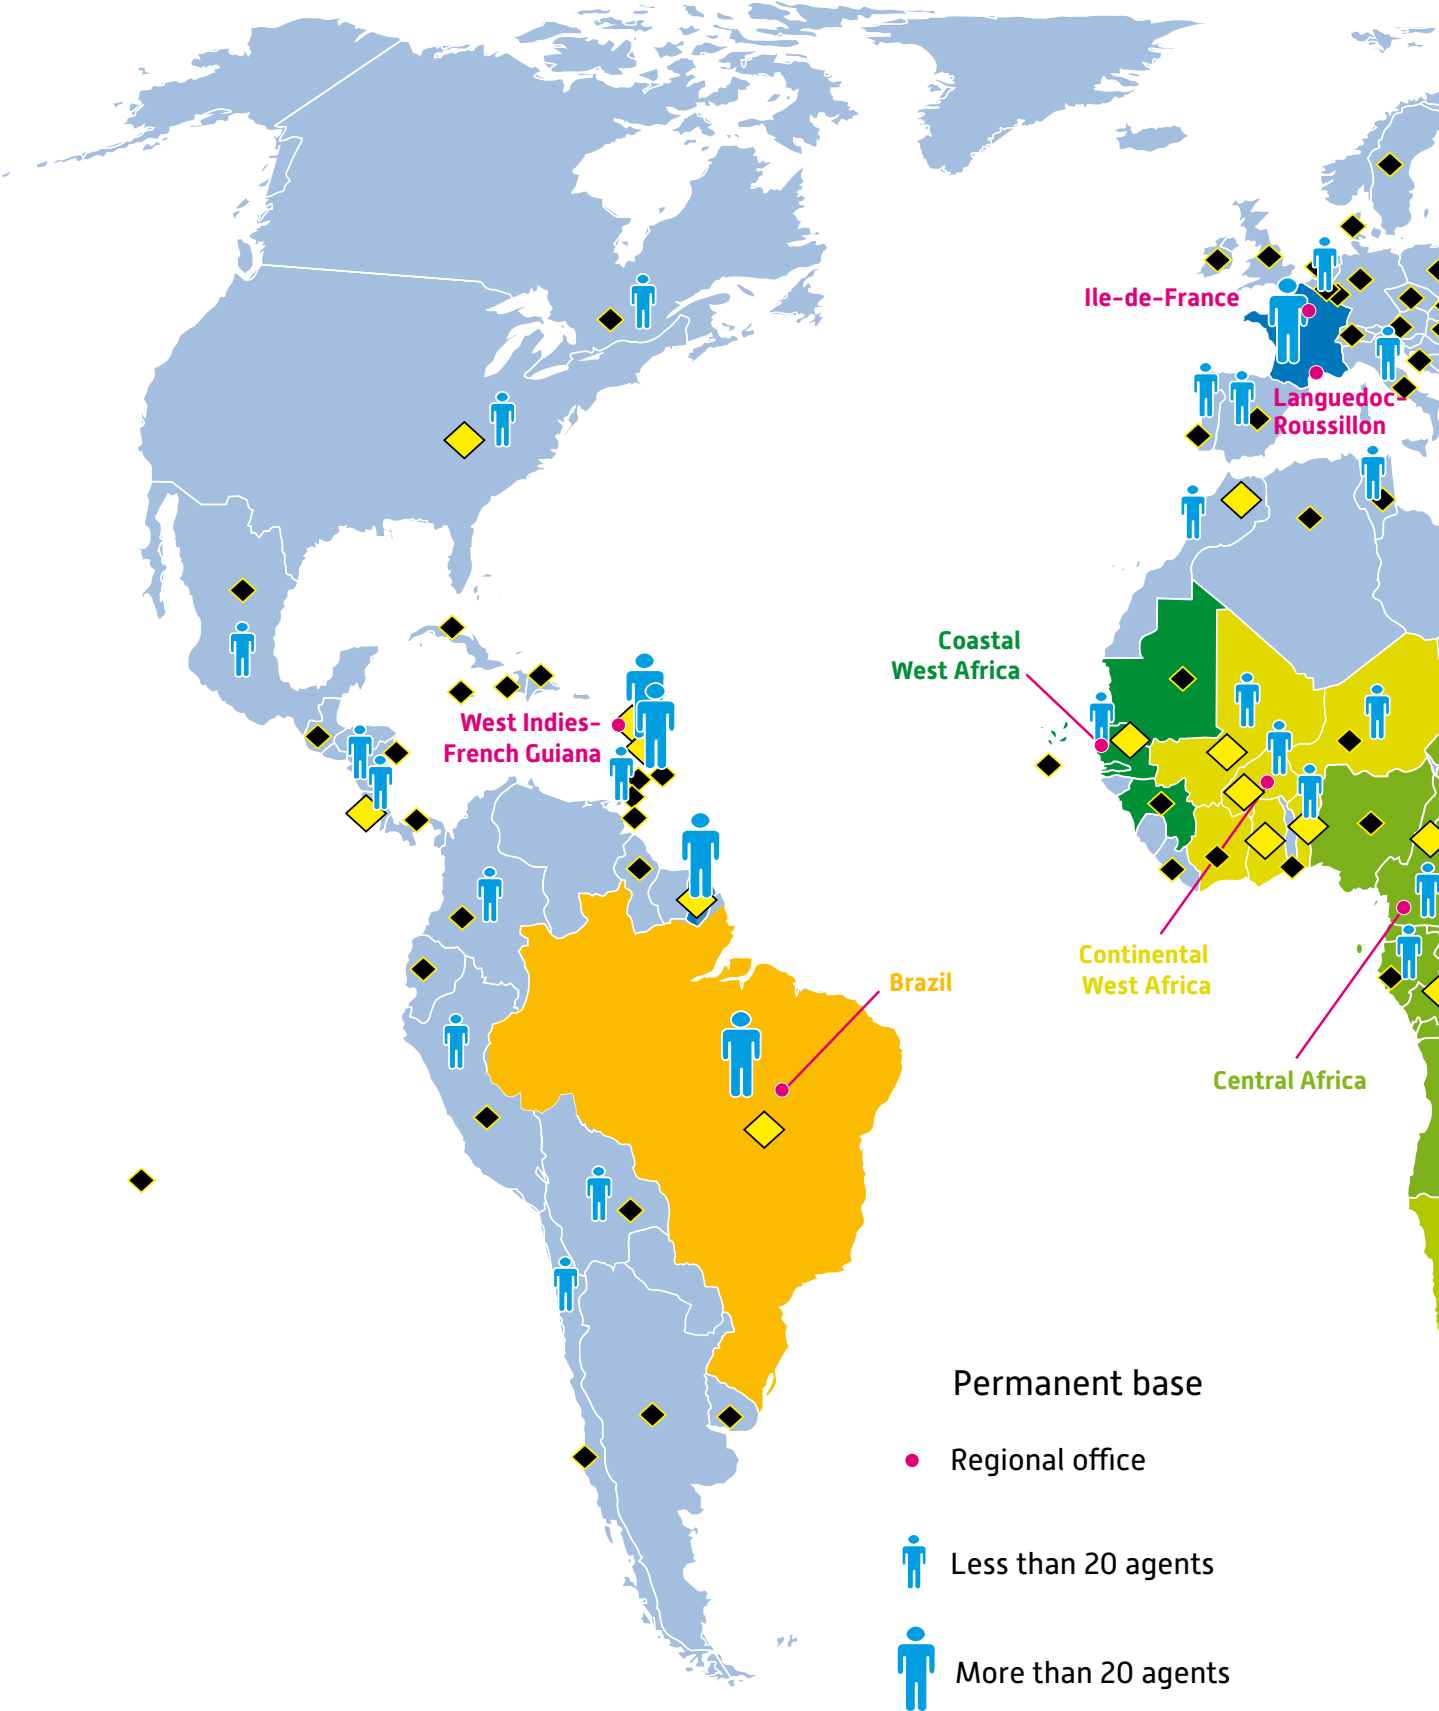 Ile-de-France
Languedoc-
Roussillon
Coastal
West Africa
West Indies-
French Guiana
Continental
West Africa
Brazil
Central Africa
Permanent base
Regional office
Less than 20 agents
More than 20 agents